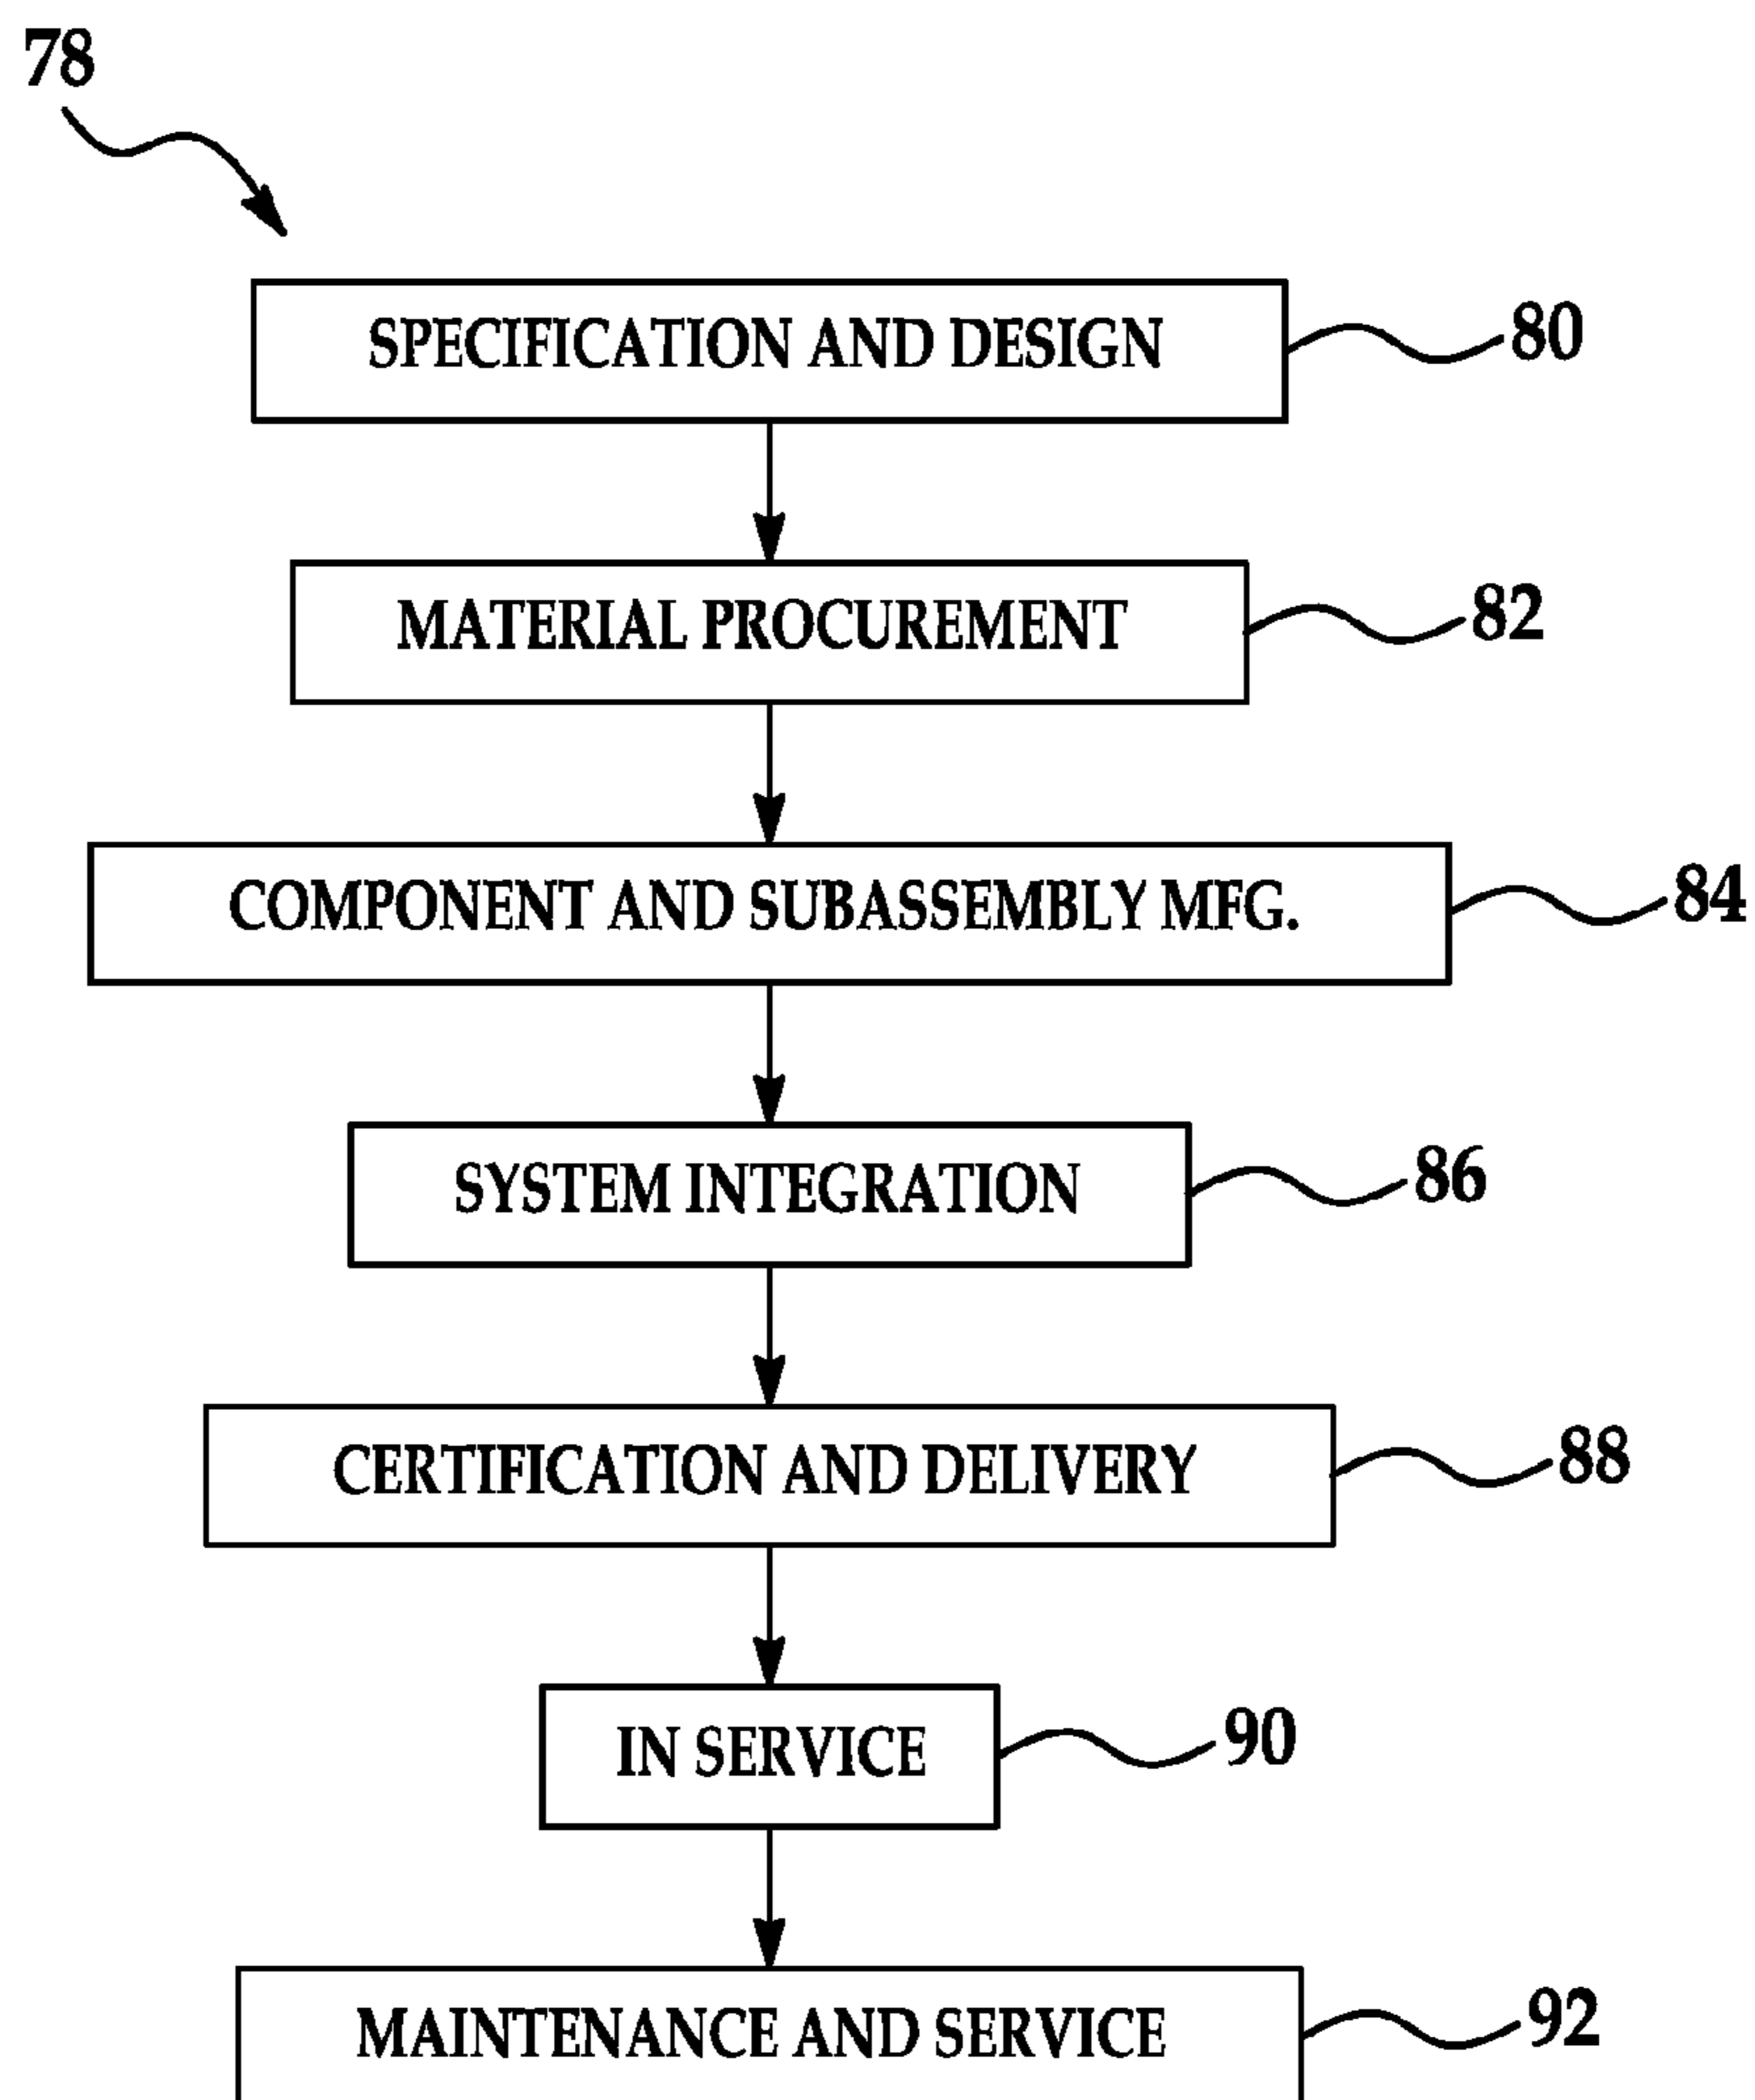 78
SPECIFICATION AND DESIGN 80
MATERIAL PROCUREMENT 82
COMPONENT AND SUBASSEMBLY MFG. 84
SYSTEM INTEGRATION 86
CERTIFICATION AND DELIVERY 88
IN SERVICE 90
MAINTENANCE AND SERVICE 92